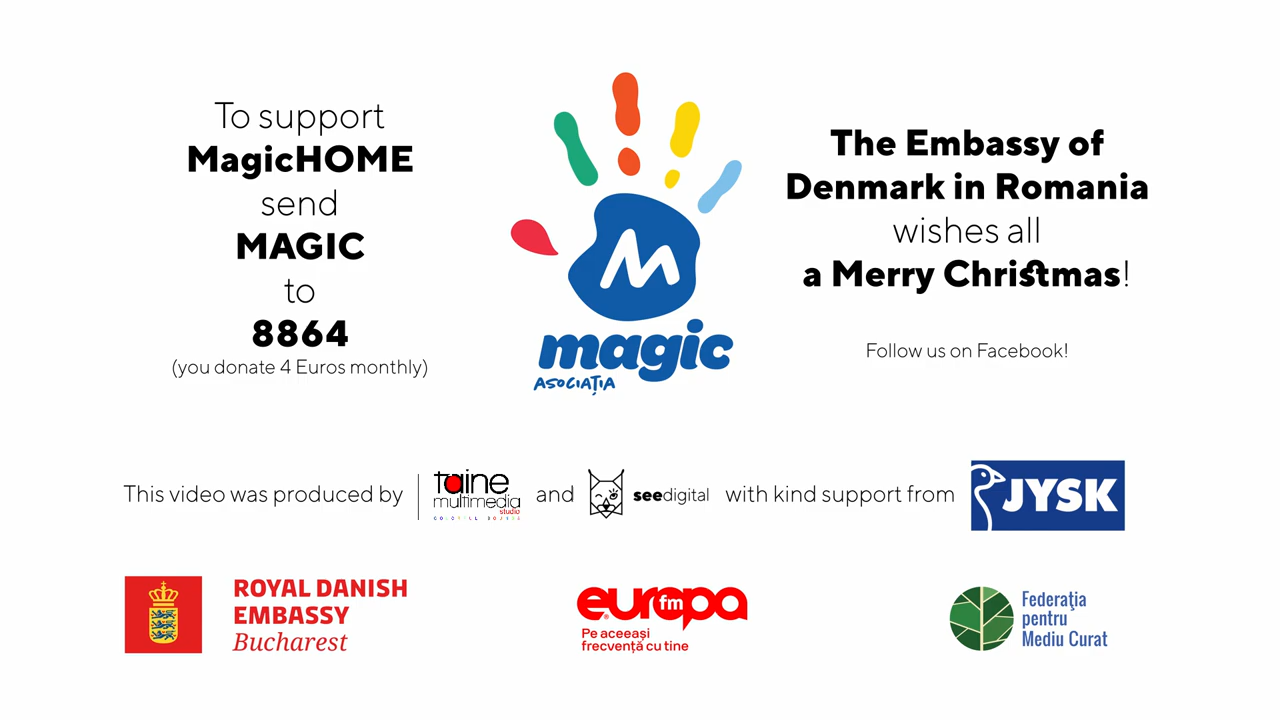 To support
MagicHOME
send
MAGIC
to
8864
(you donate 4 Euros monthly)
M
magic
ASOCIAȚIA
The Embassy of
Denmark in Romania
wishes all
a Merry Christmas!
Follow us on Facebook!
This video was produced by
taine
multimedia
studio
and
seedigital
with kind support from
JYSK
ROYAL DANISH
EMBASSY
Bucharest
europa
fm
Pe aceeași
frecvență cu tine
Federaţia
pentru
Mediu Curat